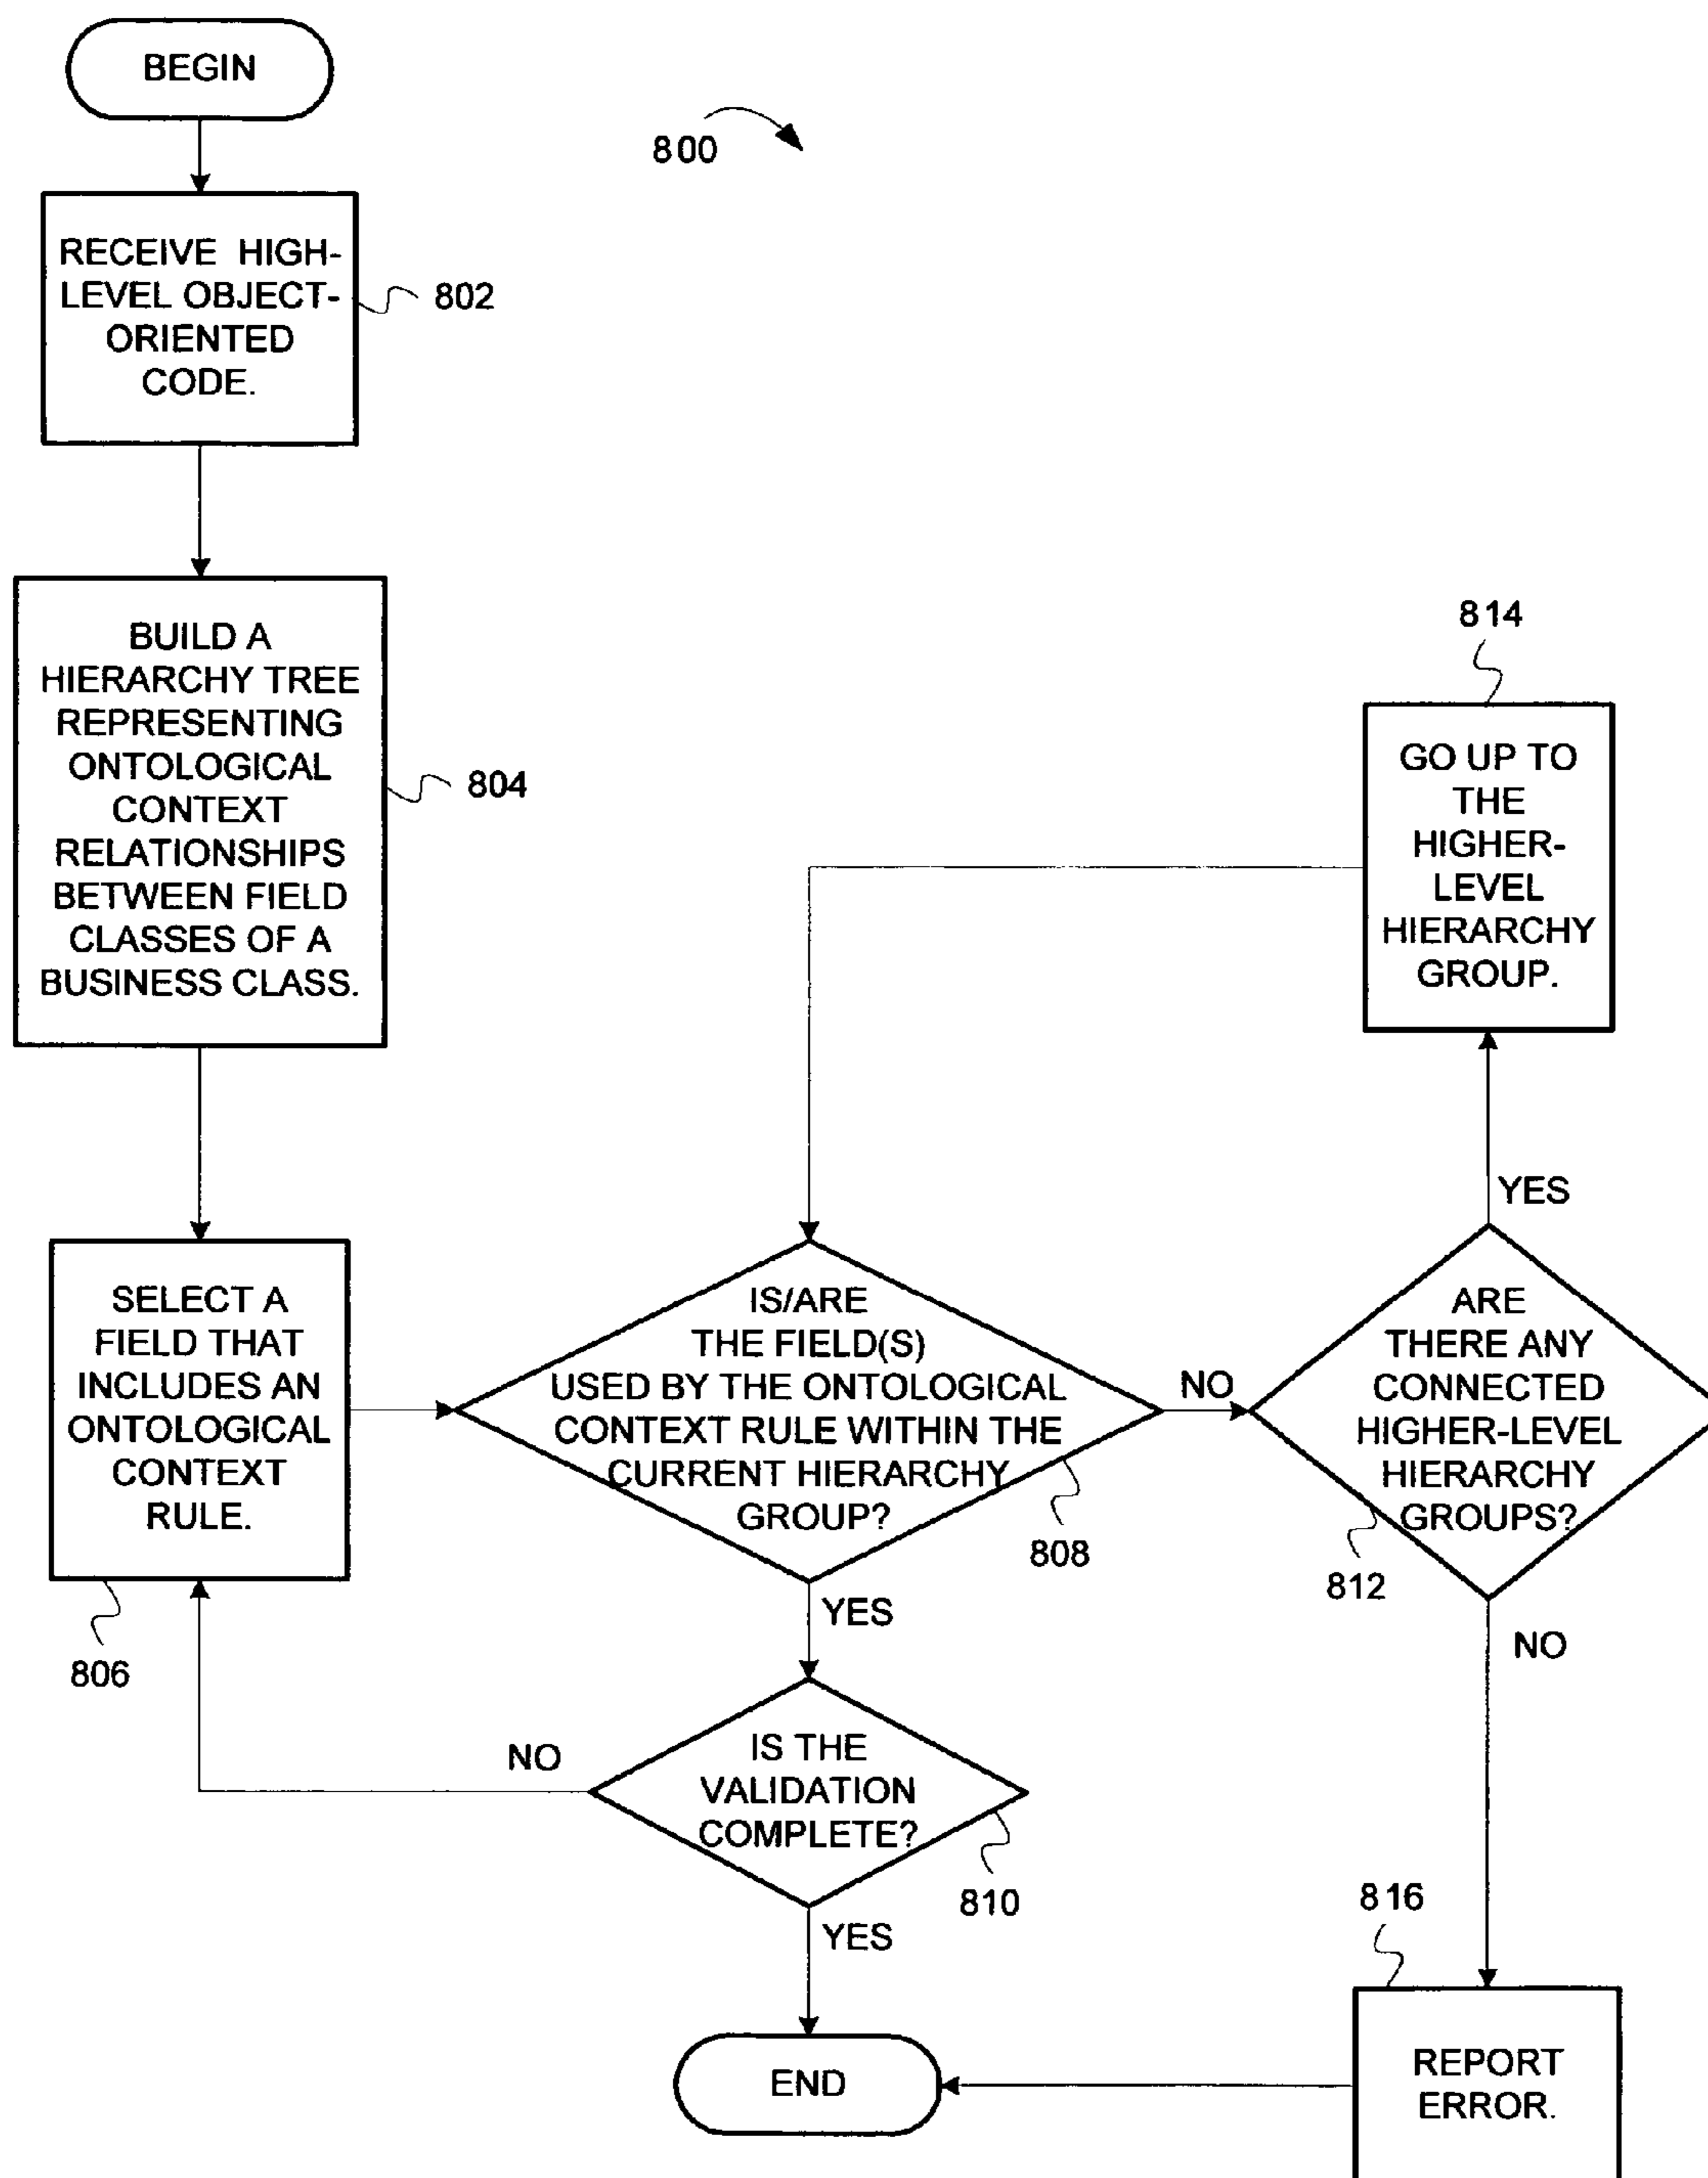 BEGIN
800
RECEIVE HIGH-
LEVEL OBJECT-
ORIENTED
CODE.
802
BUILD A
HIERARCHY TREE
REPRESENTING
ONTOLOGICAL
CONTEXT
RELATIONSHIPS
BETWEEN FIELD
CLASSES OF A
BUSINESS CLASS.
804
814
GO UP TO
THE
HIGHER-
LEVEL
HIERARCHY
GROUP.
YES
SELECT A
FIELD THAT
INCLUDES AN
ONTOLOGICAL
CONTEXT
RULE.
806
IS/ARE
THE FIELD(S)
USED BY THE ONTOLOGICAL
CONTEXT RULE WITHIN THE
CURRENT HIERARCHY
GROUP?
808
NO
ARE
THERE ANY
CONNECTED
HIGHER-LEVEL
HIERARCHY
GROUPS?
812
YES
NO
NO
IS THE
VALIDATION
COMPLETE?
810
YES
816
END
REPORT
ERROR.